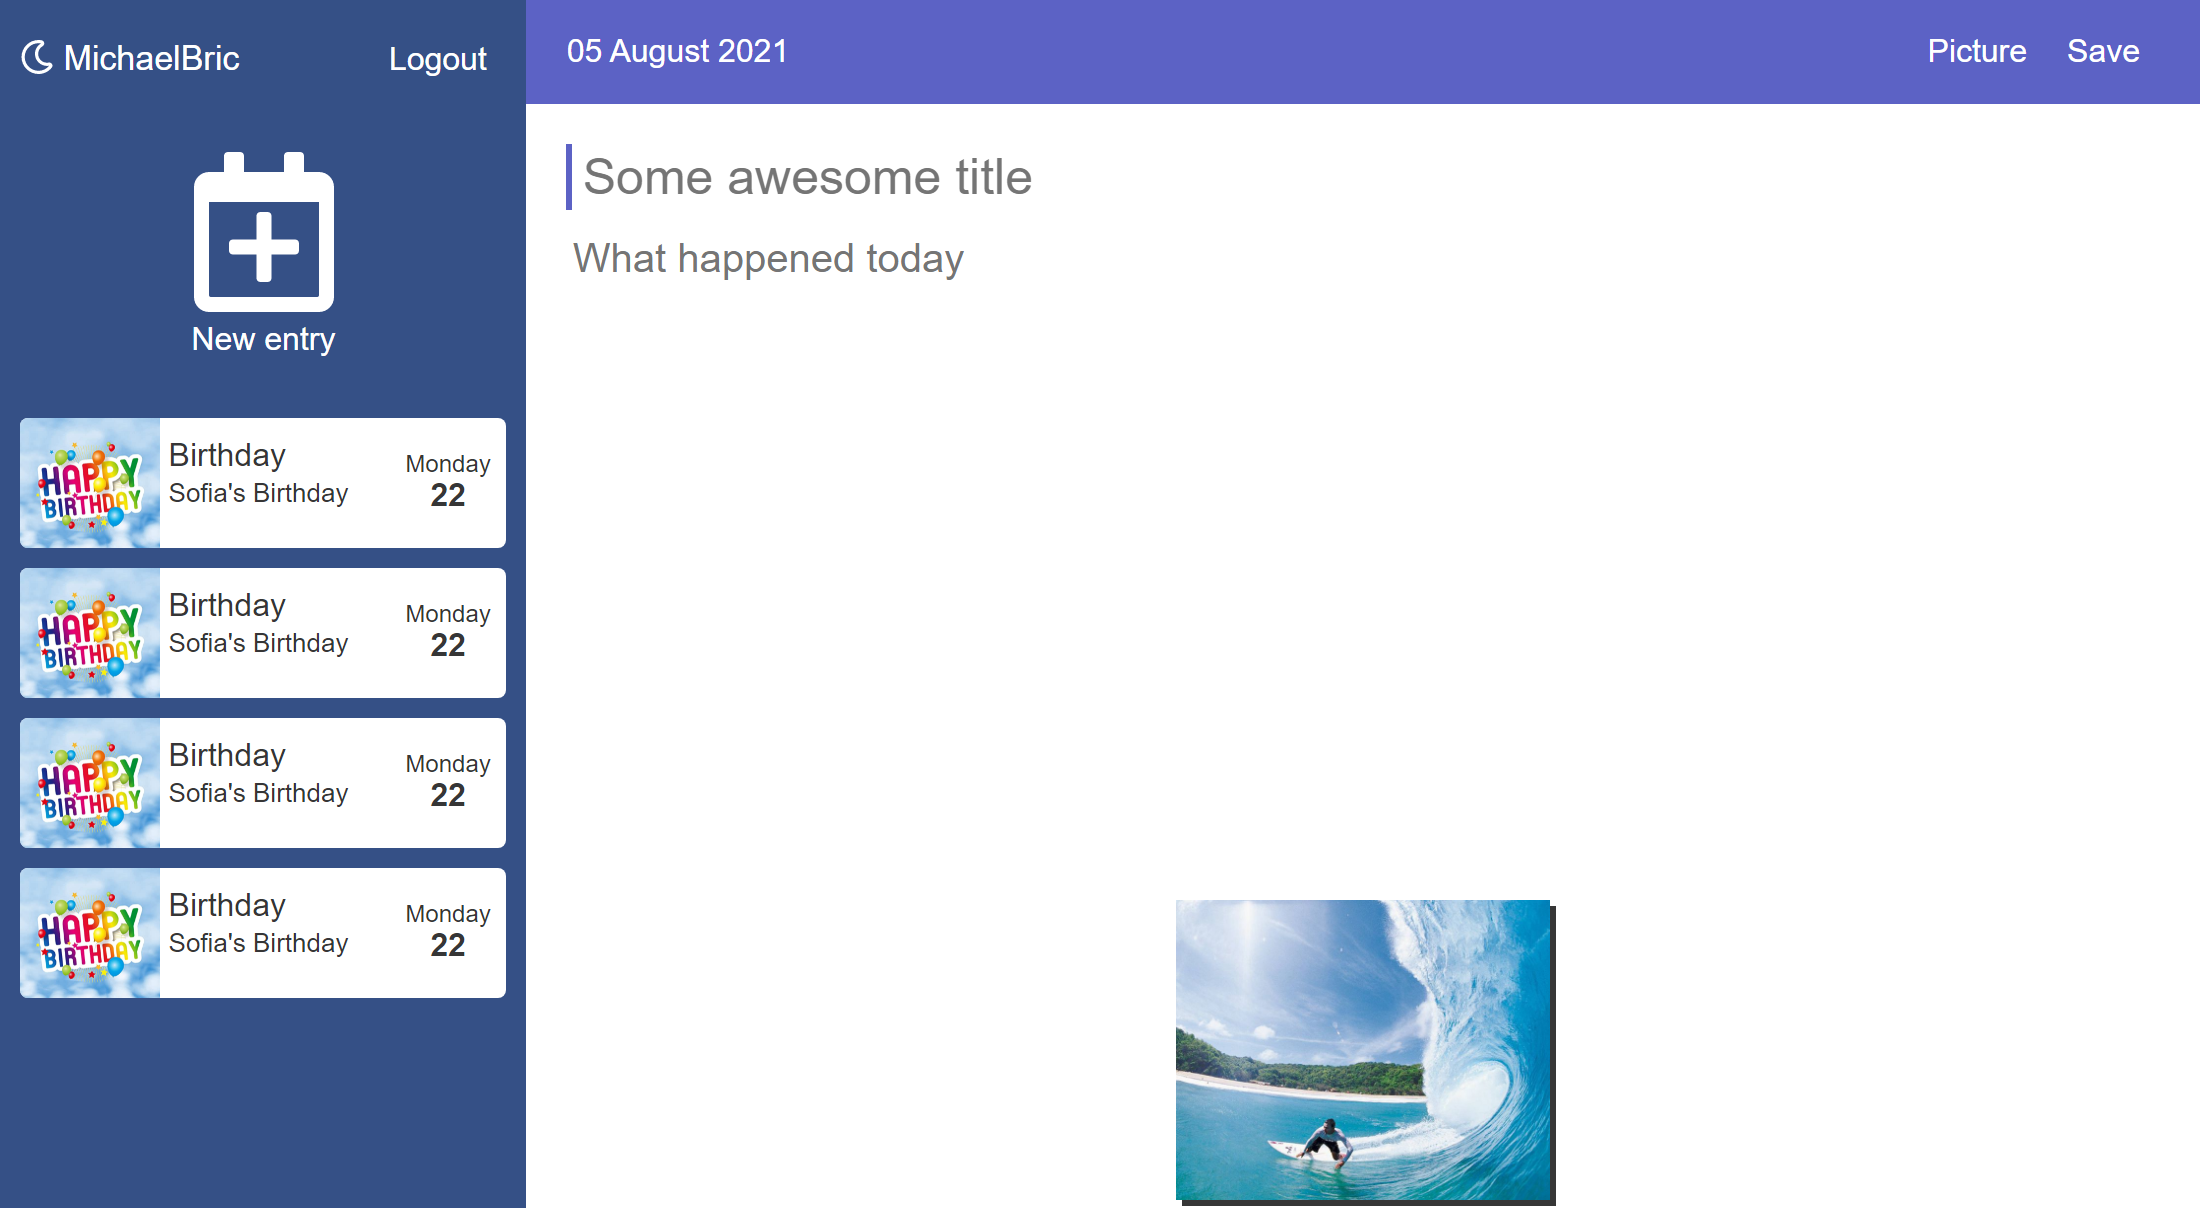 MichaelBric
Logout
New entry
HAPPY
BIRTHDAY
Birthday
Sofia's Birthday
Monday
22
HAPPY
BIRTHDAY
Birthday
Sofia's Birthday
Monday
22
HAPPY
BIRTHDAY
Birthday
Sofia's Birthday
Monday
22
HAPPY
BIRTHDAY
Birthday
Sofia's Birthday
Monday
22
05 August 2021
Picture
Save
Some awesome title
What happened today